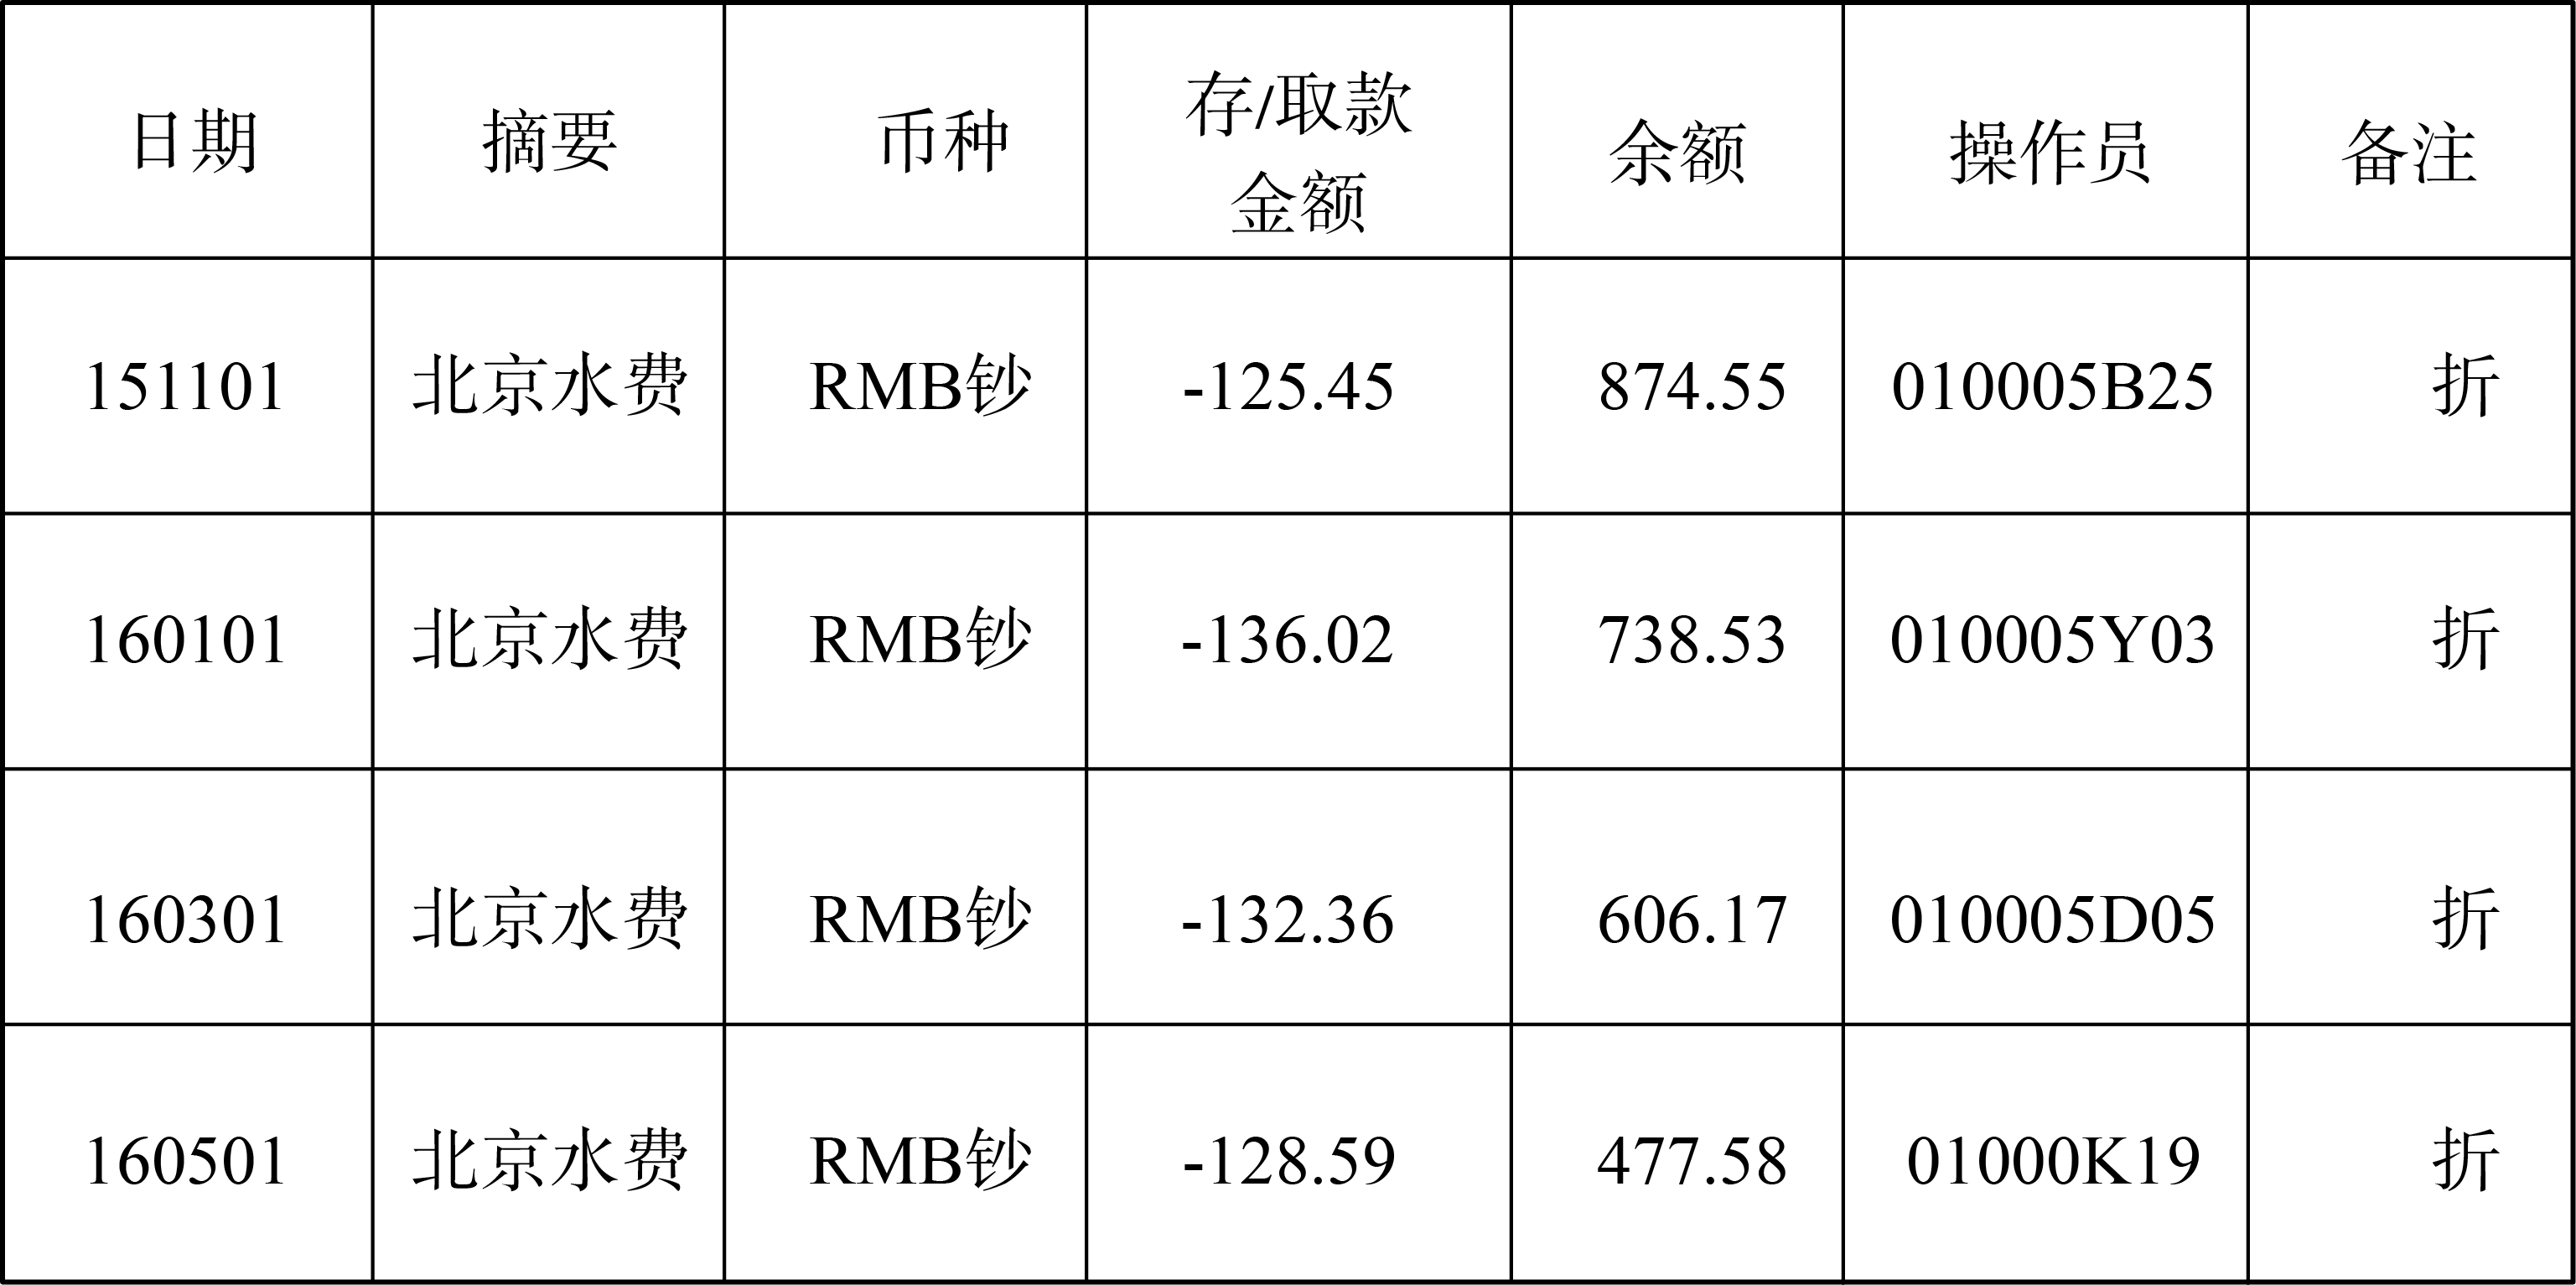 日期 摘要 币种 存/取款 余额 操作员 备注
金额
151101 北京水费 RMB钞 -125.45 874.55 010005B25 折
160101 北京水费 RMB钞 -136.02 738.53 010005Y03 折
160301 北京水费 RMB钞 -132.36 606.17 010005D05 折
160501 北京水费 RMB钞 -128.59 477.58 01000K19 折